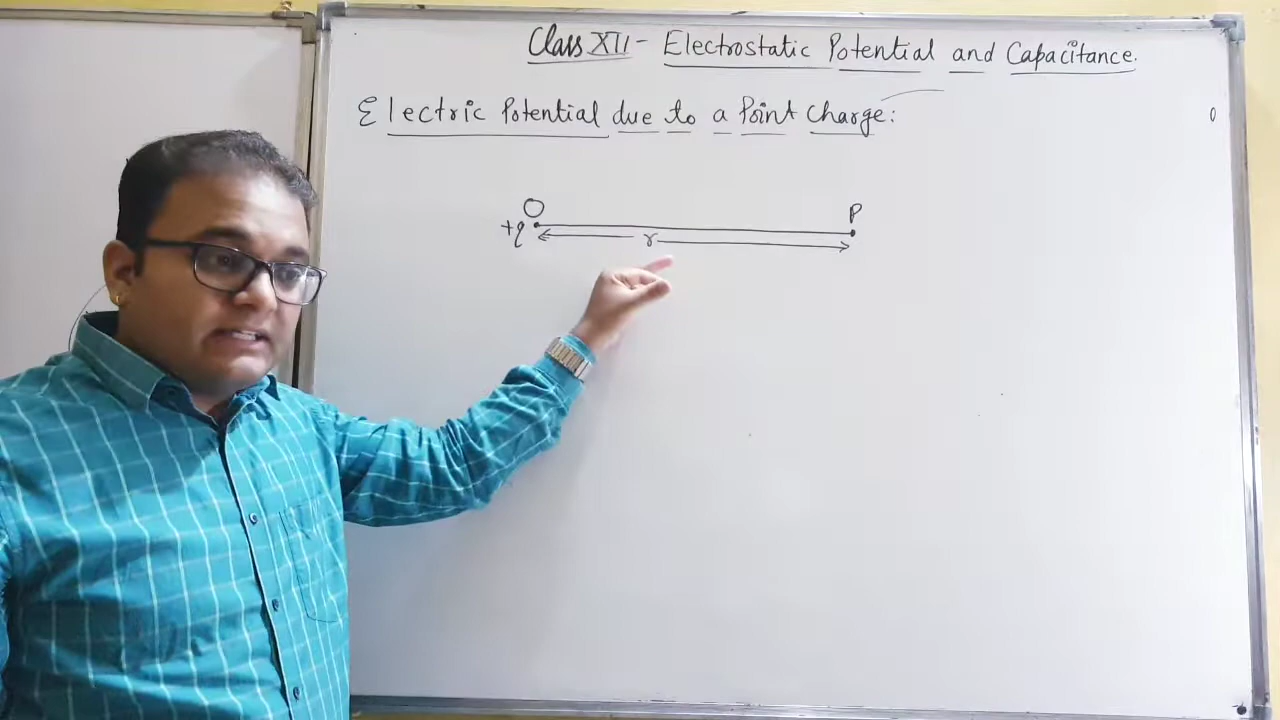 Class XII - Electrostatic Potential and Capacitance.
Electric Potential due to a Point Charge:
O P
+q r